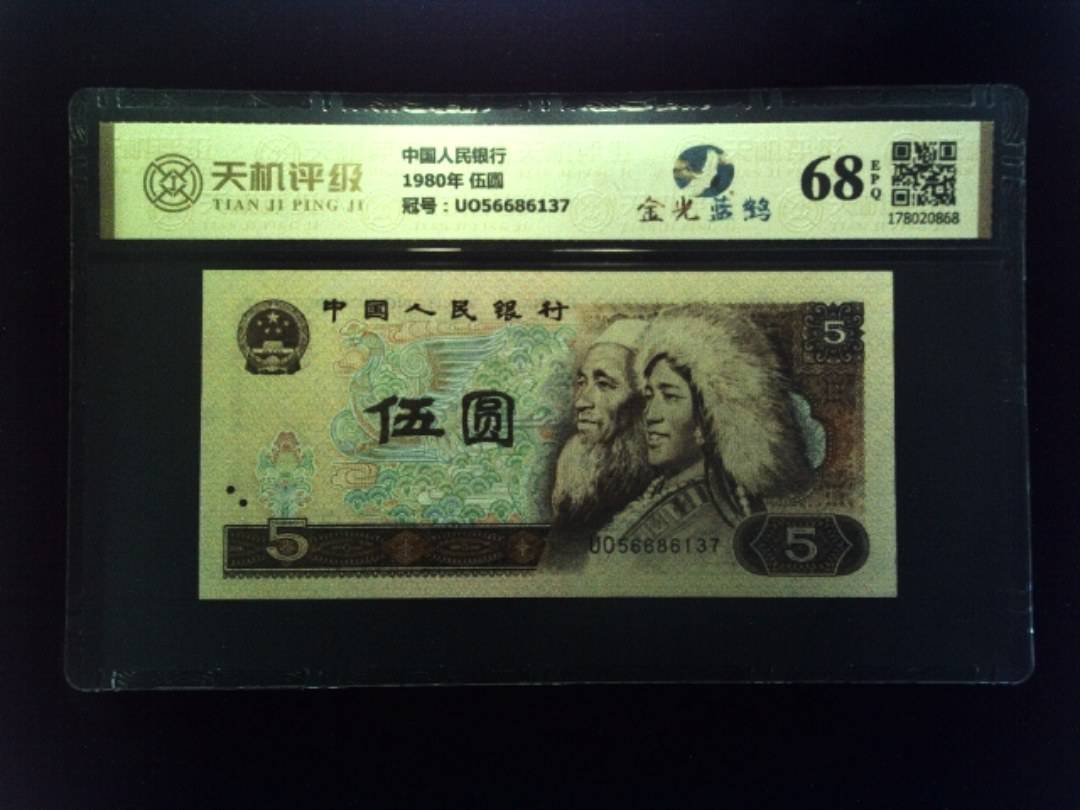 天机评级
TIAN JI PING JI
中国人民银行
1980年 伍圆
冠号：UO56686137
金光蓝鹤
68
EPQ
178020868
中国人民银行
5
伍圆
5
UO56686137
5